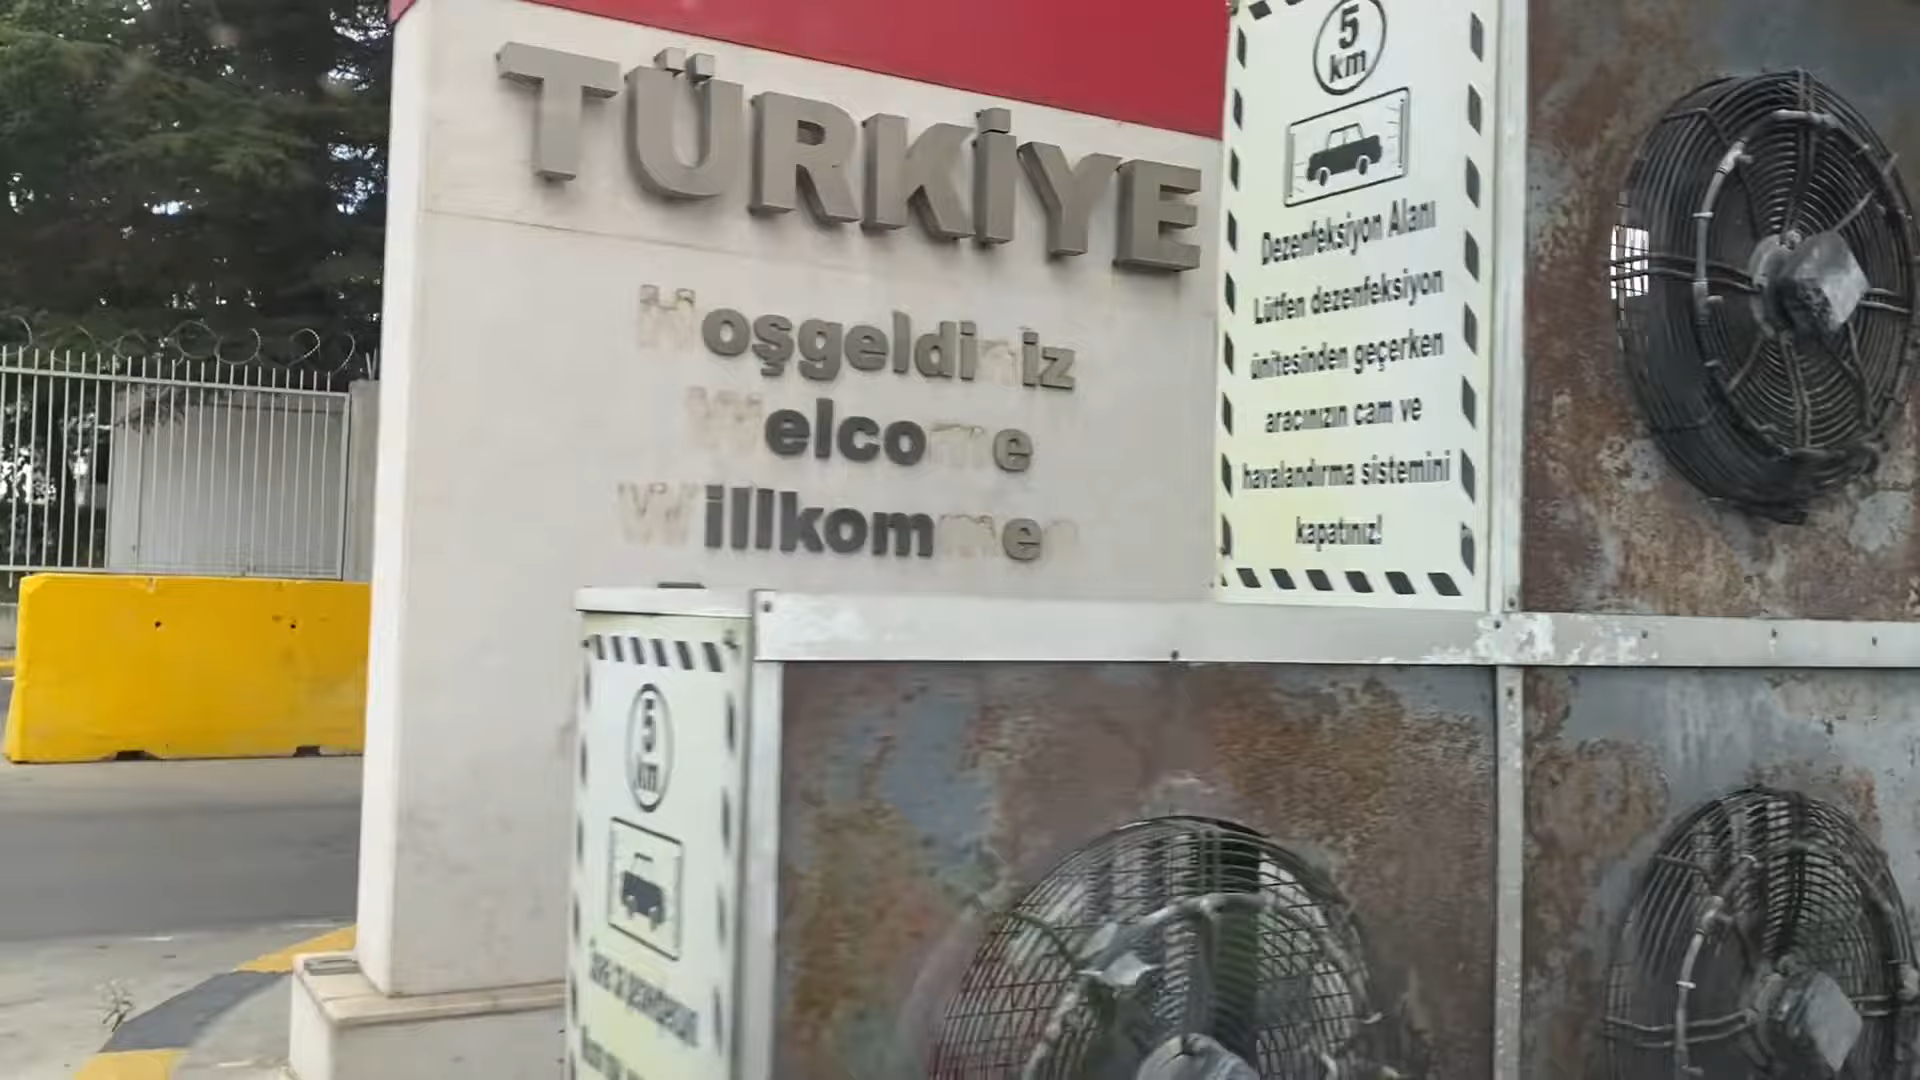 TÜRKİYE
Hoşgeldiniz
Welcome
Willkommen
5
km
Dezenfeksiyon Alanı
Lütfen dezenfeksiyon
ünitesinden geçerken
aracınızın cam ve
havalandırma sistemini
kapatınız!
5
km